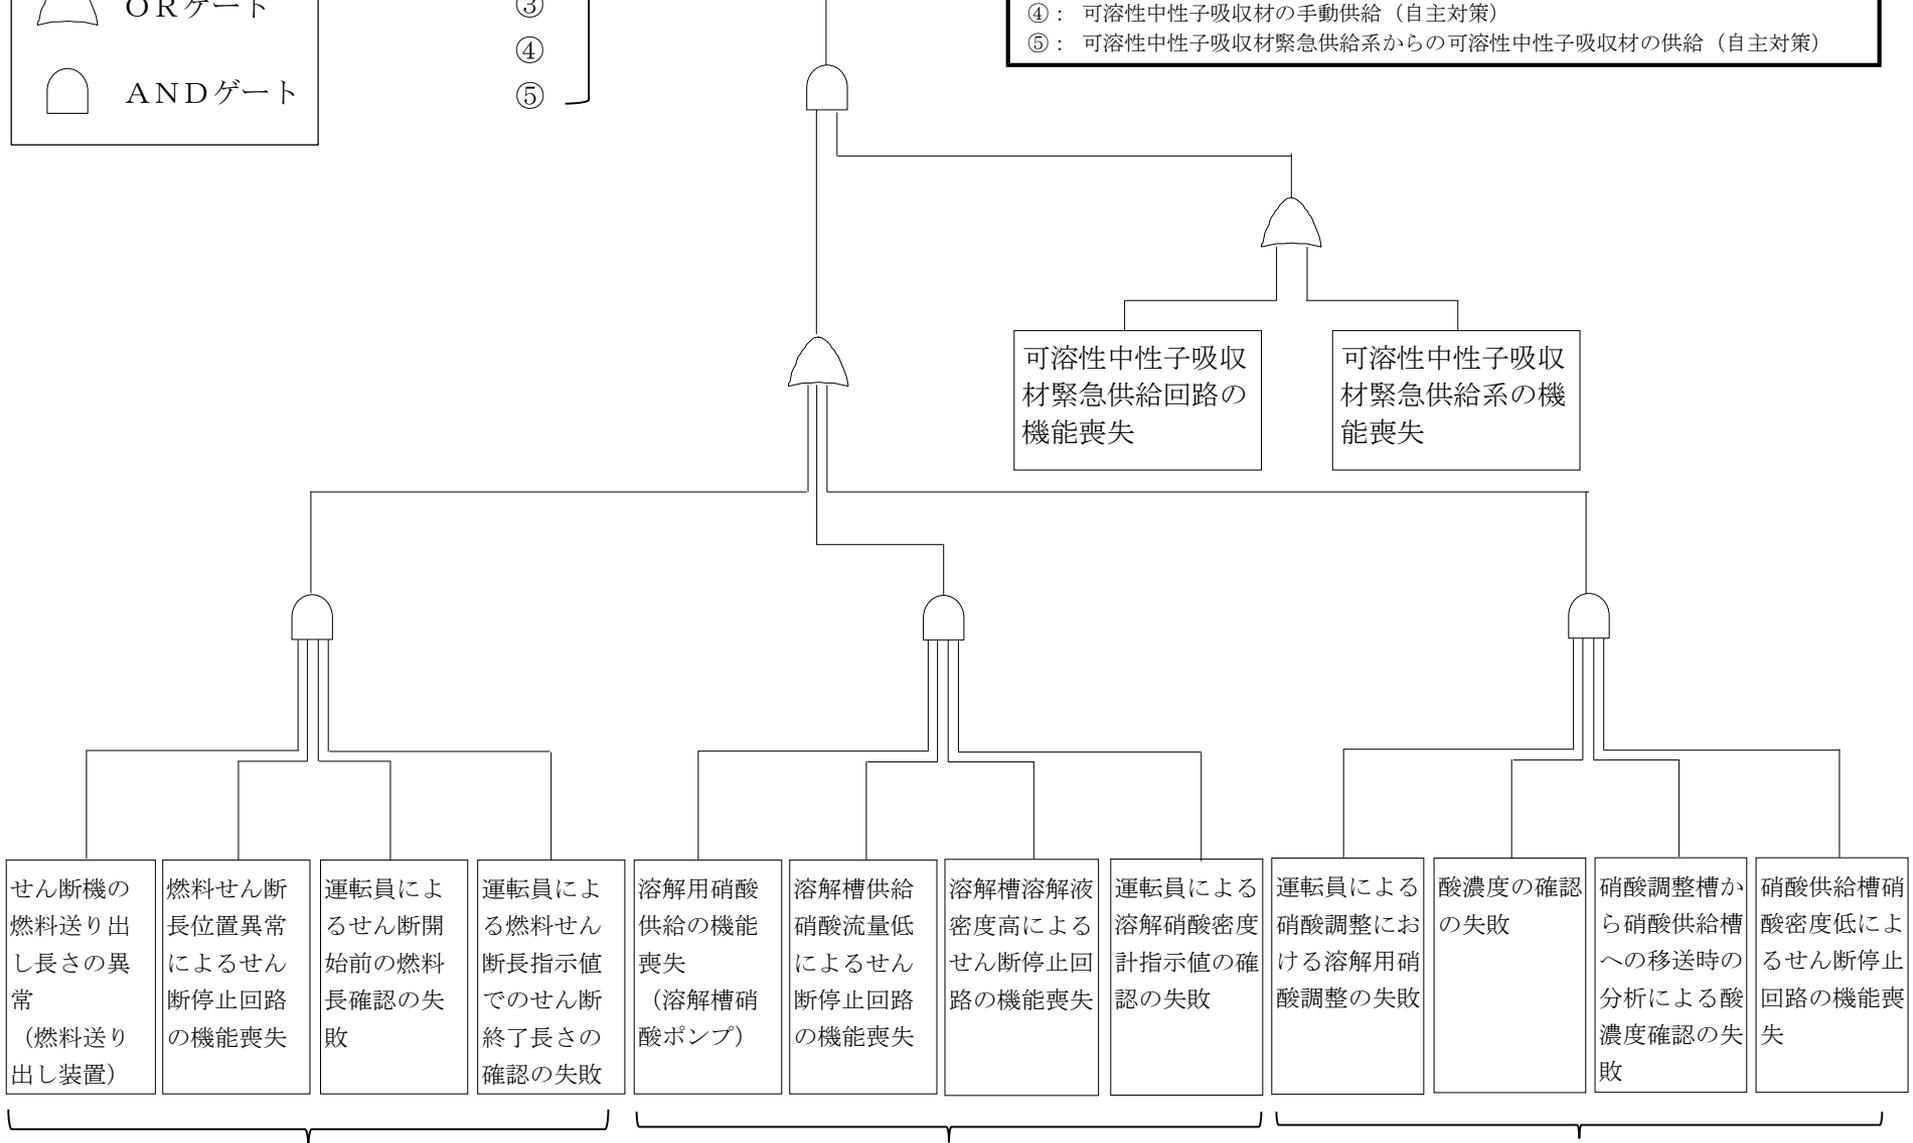 ORゲート
ANDゲート
③
④
⑤
④： 可溶性中性子吸収材の手動供給（自主対策）
⑤： 可溶性中性子吸収材緊急供給系からの可溶性中性子吸収材の供給（自主対策）
可溶性中性子吸収
材緊急供給回路の
機能喪失
可溶性中性子吸収
材緊急供給系の機
能喪失
せん断機の
燃料送り出
し長さの異
常
（燃料送り
出し装置）
燃料せん断
長位置異常
によるせん
断停止回路
の機能喪失
運転員によ
るせん断開
始前の燃料
長確認の失
敗
運転員によ
る燃料せん
断長指示値
でのせん断
終了長さの
確認の失敗
溶解用硝酸
供給の機能
喪失
（溶解槽硝
酸ポンプ）
溶解槽供給
硝酸流量低
によるせん
断停止回路
の機能喪失
溶解槽溶解液
密度高による
せん断停止回
路の機能喪失
運転員による
溶解硝酸密度
計指示値の確
認の失敗
運転員による
硝酸調整にお
ける溶解用硝
酸調整の失敗
酸濃度の確認
の失敗
硝酸調整槽か
ら硝酸供給槽
への移送時の
分析による酸
濃度確認の失
敗
硝酸供給槽硝
酸密度低によ
るせん断停止
回路の機能喪
失